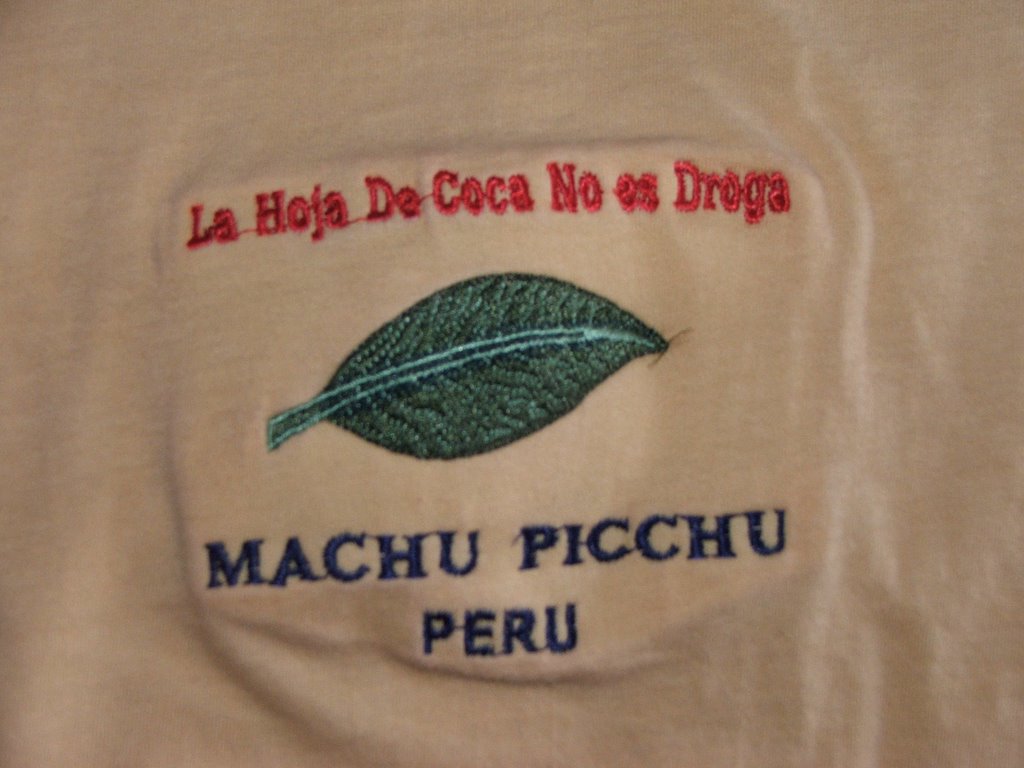 La Hoja De Coca No es Droga
MACHU PICCHU
PERU